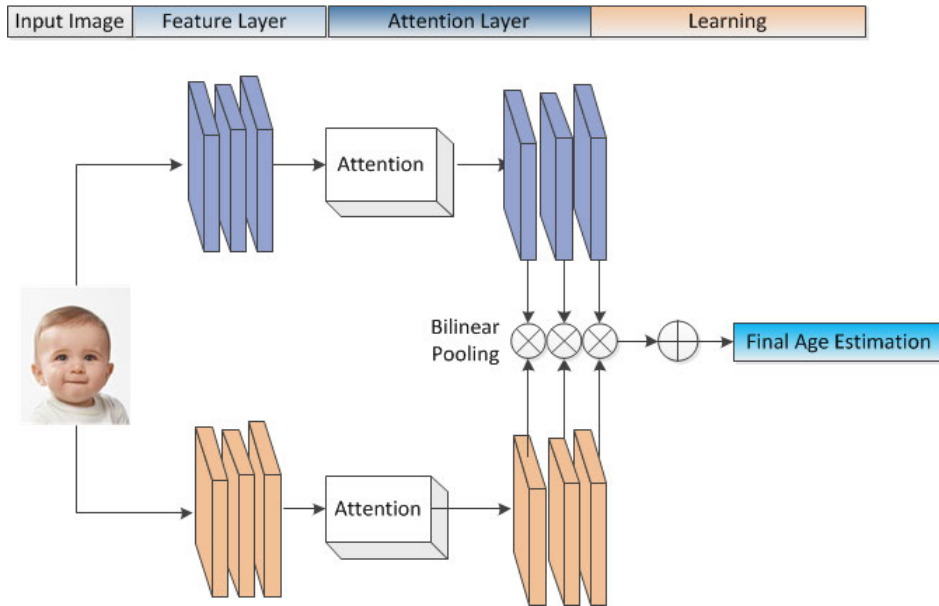 Input Image
Feature Layer
Attention Layer
Learning
Attention
Bilinear
Pooling
Final Age Estimation
Attention